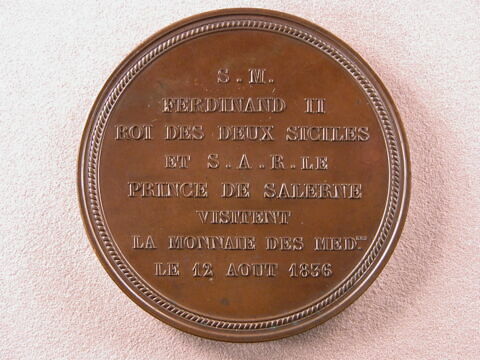 S.M.
FERDINAND II
ROI DES DEUX SICILES
ET S.A.R. LE
PRINCE DE SALERNE
VISITENT
LA MONNAIE DES MED.
LE 12 AOUT 1836